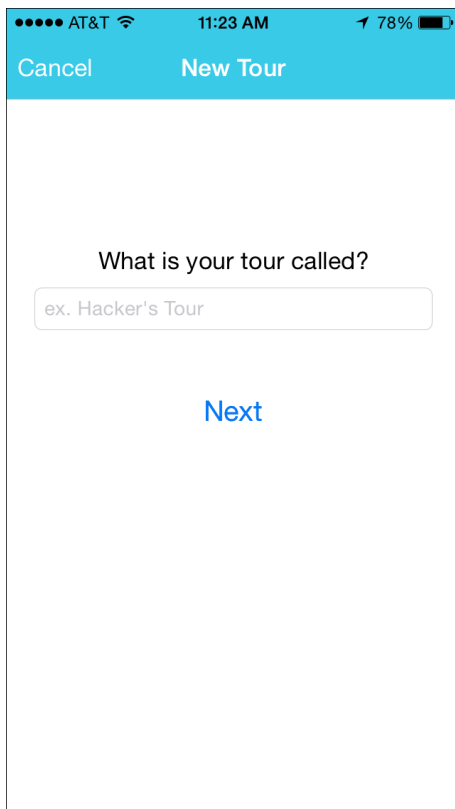 AT&T 11:23 AM 78%
Cancel New Tour
What is your tour called?
ex. Hacker's Tour
Next